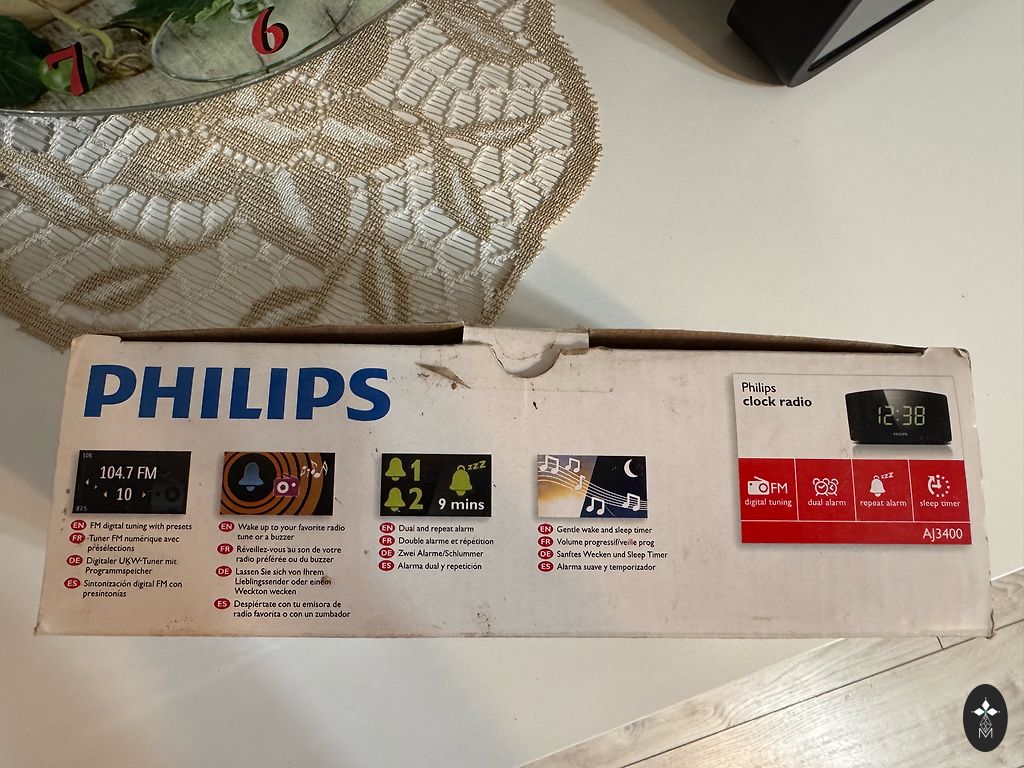 7
6
PHILIPS
104.7 FM
10
87.5
EN FM digital tuning with presets
FR Tuner FM numérique avec
présélections
DE Digitaler UKW-Tuner mit
Programmspeicher
ES Sintonización digital FM con
presintonías
EN Wake up to your favorite radio
tune or a buzzer
FR Réveillez-vous au son de votre
radio préférée ou du buzzer
DE Lassen Sie sich von Ihrem
Lieblingssender oder einem
Weckton wecken
ES Despiértate con tu emisora de
radio favorita o con un zumbador
1
2
zzz
9 mins
EN Dual and repeat alarm
FR Double alarme et répétition
DE Zwei Alarme/Schlummer
ES Alarma dual y repetición
EN Gentle wake and sleep timer
FR Volume progressif/veille prog
DE Sanftes Wecken und Sleep Timer
ES Alarma suave y temporizador
Philips
clock radio
12:38
PHILIPS
FM
digital tuning
dual alarm
zzz
repeat alarm
sleep timer
AJ3400
M